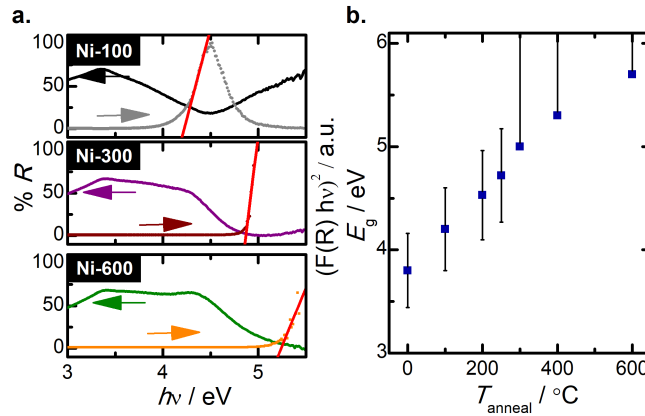 a.
b.
Ni-100
100
50
0
Ni-300
100
50
0
Ni-600
100
50
0
% R
3 4 5
hν / eV
(F(R) hν)² / a.u.
E_g / eV
6
5
4
3
0 200 400 600
T_anneal / °C